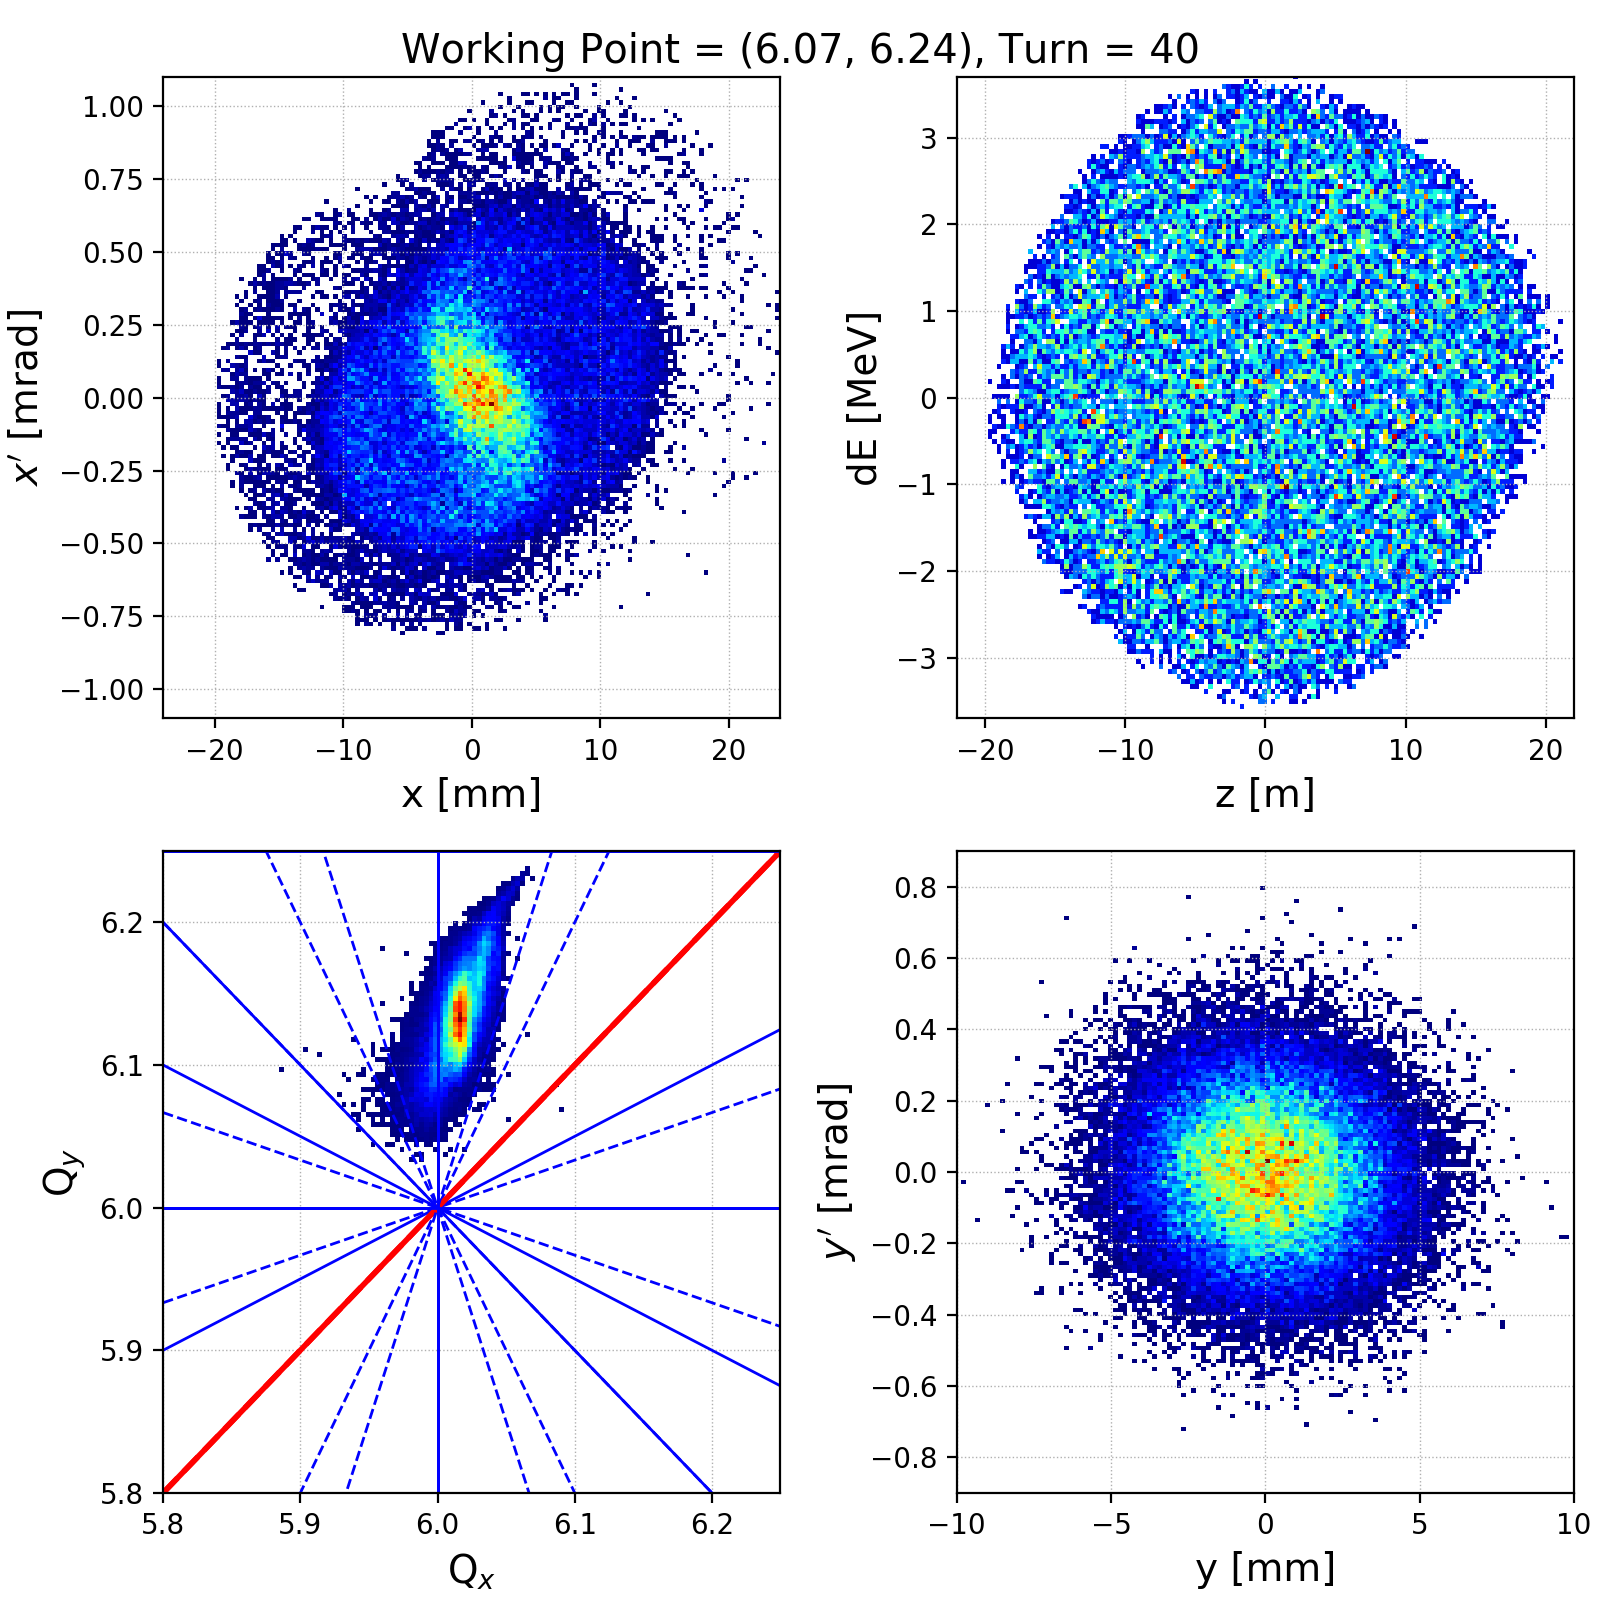 Working Point = (6.07, 6.24), Turn = 40
1.00
0.75
0.50
0.25
0.00
−0.25
−0.50
−0.75
−1.00
x′ [mrad]
−20 −10 0 10 20
x [mm]
3
2
1
0
−1
−2
−3
dE [MeV]
−20 −10 0 10 20
z [m]
6.2
6.1
6.0
5.9
5.8
Qy
5.8 5.9 6.0 6.1 6.2
Qx
0.8
0.6
0.4
0.2
0.0
−0.2
−0.4
−0.6
−0.8
y′ [mrad]
−10 −5 0 5 10
y [mm]